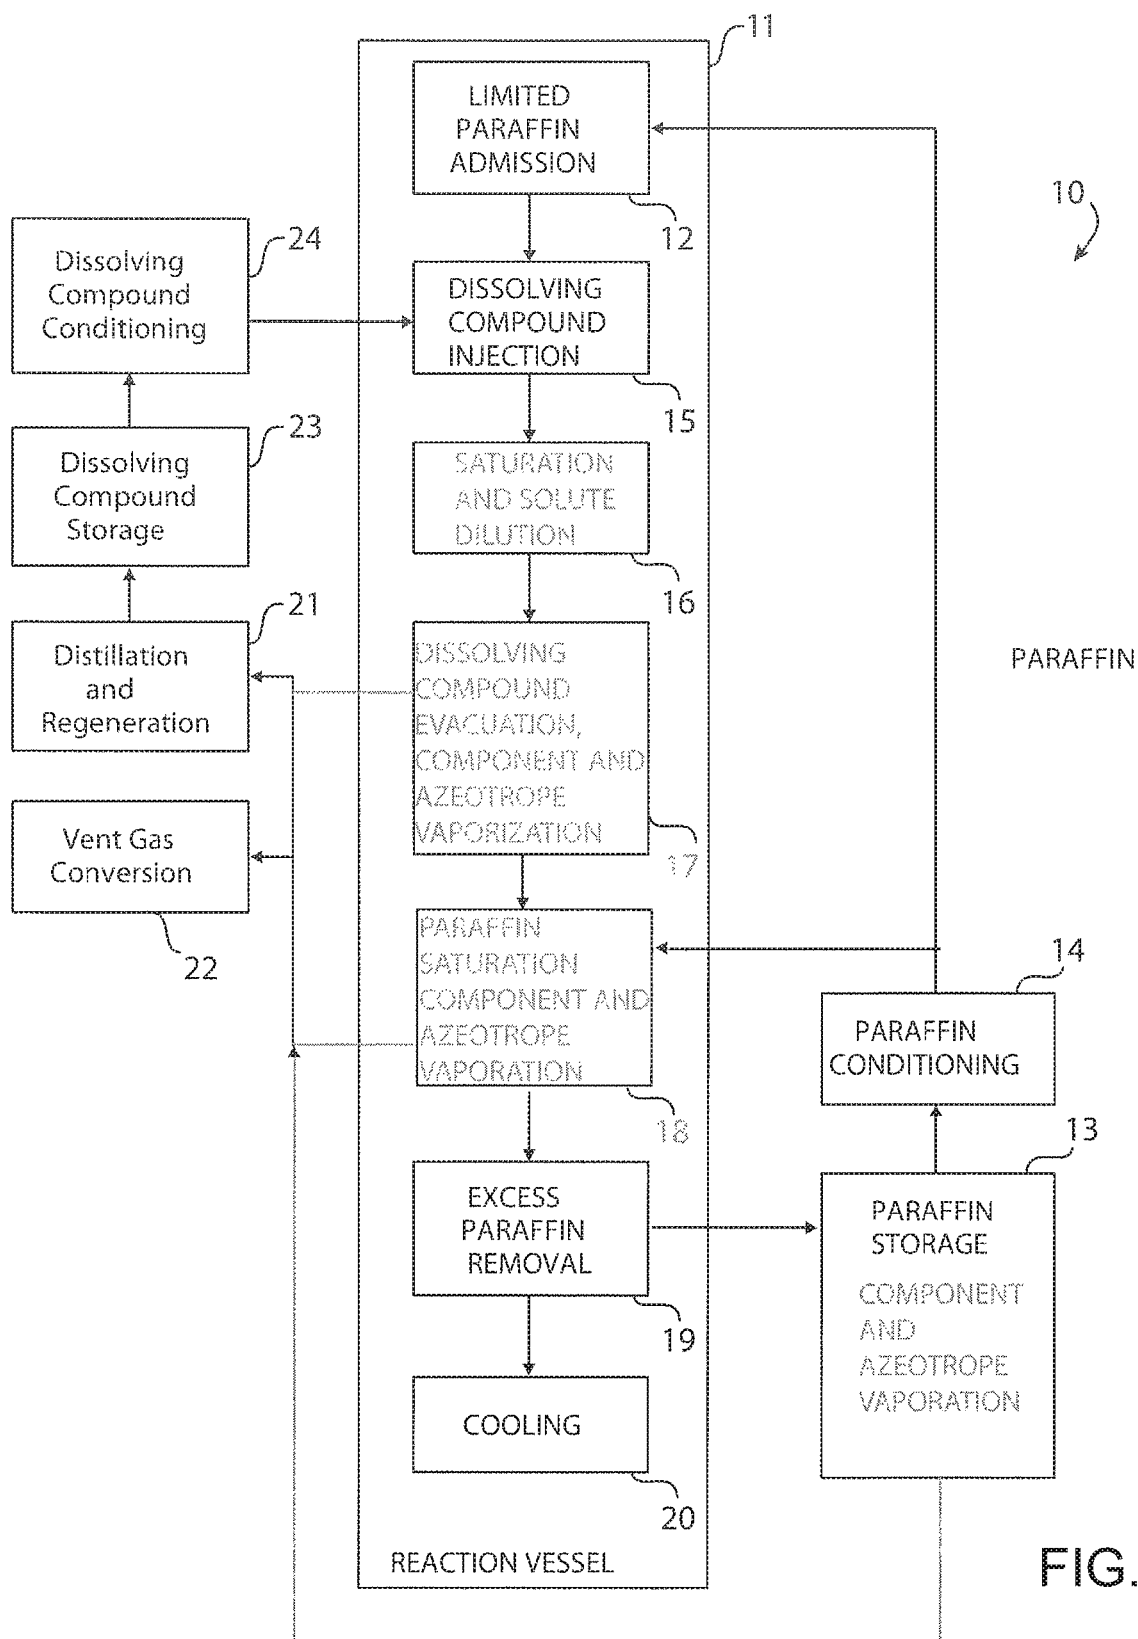 11
LIMITED
PARAFFIN
ADMISSION
12
10
24
Dissolving
Compound
Conditioning
DISSOLVING
COMPOUND
INJECTION
15
23
Dissolving
Compound
Storage
SATURATION
AND SOLUTE
DILUTION
16
21
Distillation
and
Regeneration
DISSOLVING
COMPOUND
EVACUATION,
COMPONENT AND
AZEOTROPE
VAPORIZATION
17
PARAFFIN
Vent Gas
Conversion
22
PARAFFIN
SATURATION
COMPONENT AND
AZEOTROPE
VAPORATION
18
14
PARAFFIN
CONDITIONING
13
EXCESS
PARAFFIN
REMOVAL
19
PARAFFIN
STORAGE
COMPONENT
AND
AZEOTROPE
VAPORATION
COOLING
20
REACTION VESSEL
FIG.